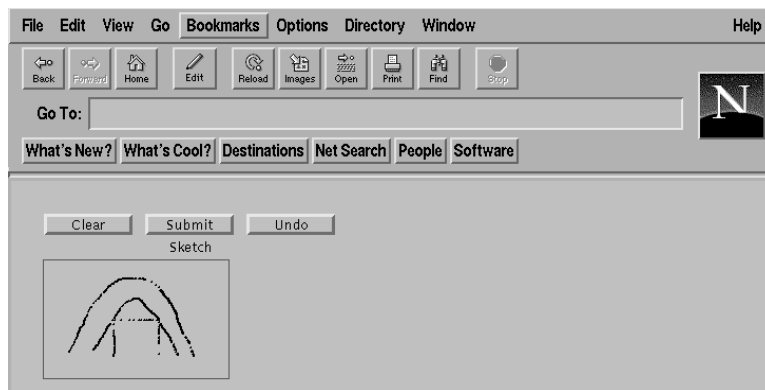 File Edit View Go Bookmarks Options Directory Window Help
Back Forward Home Edit Reload Images Open Print Find Stop
Go To:
N
What's New? What's Cool? Destinations Net Search People Software
Clear Submit Undo
Sketch